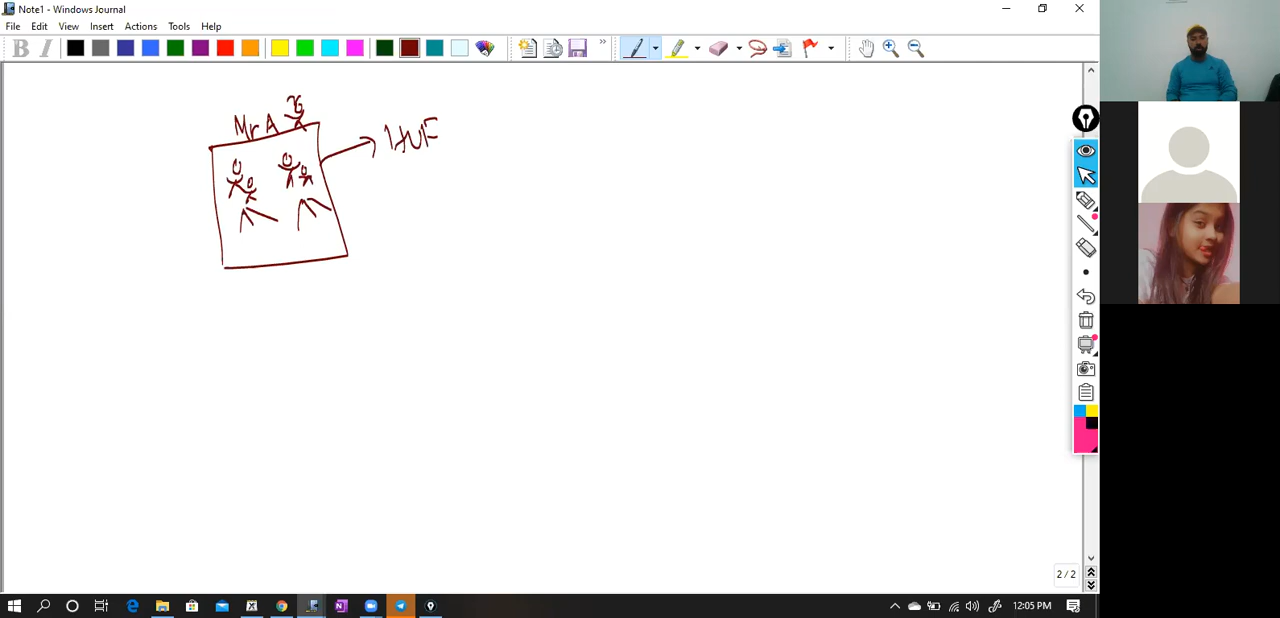 Note1 - Windows Journal
File Edit View Insert Actions Tools Help
B I
Mr A
HUF
2 / 2
12:05 PM